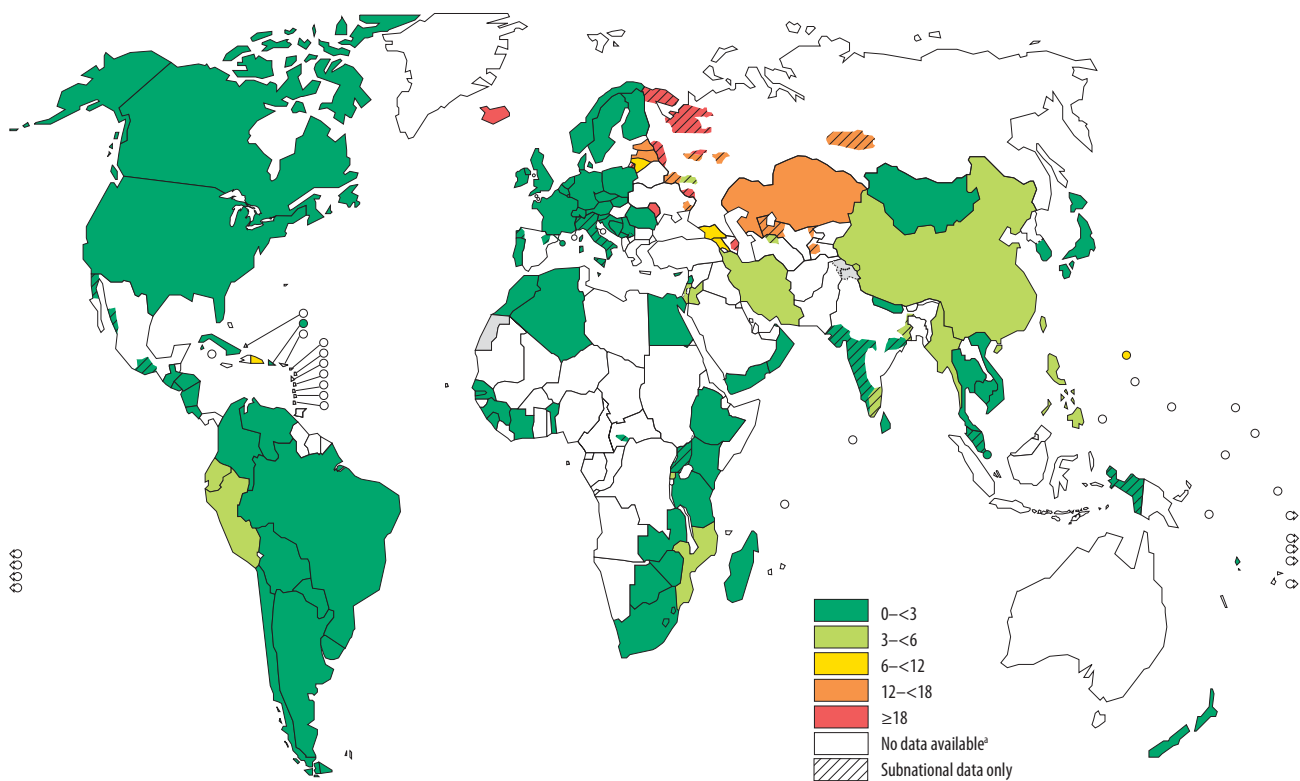 0–<3
3–<6
6–<12
12–<18
≥18
No data availableᵃ
Subnational data only